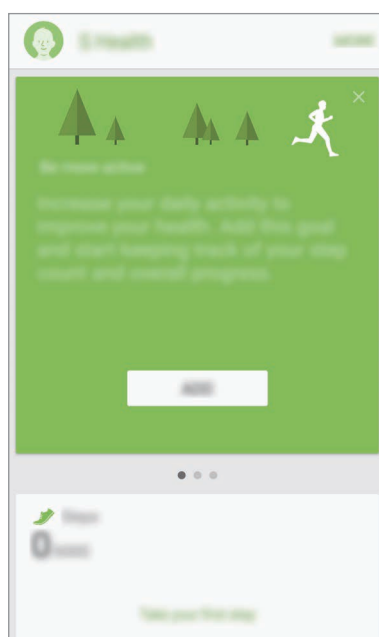 S Health
MORE
Be more active
Increase your daily activity to
improve your health. Add this goal
and start keeping track of your step
count and overall progress.
ADD
Steps
0
Take your first step